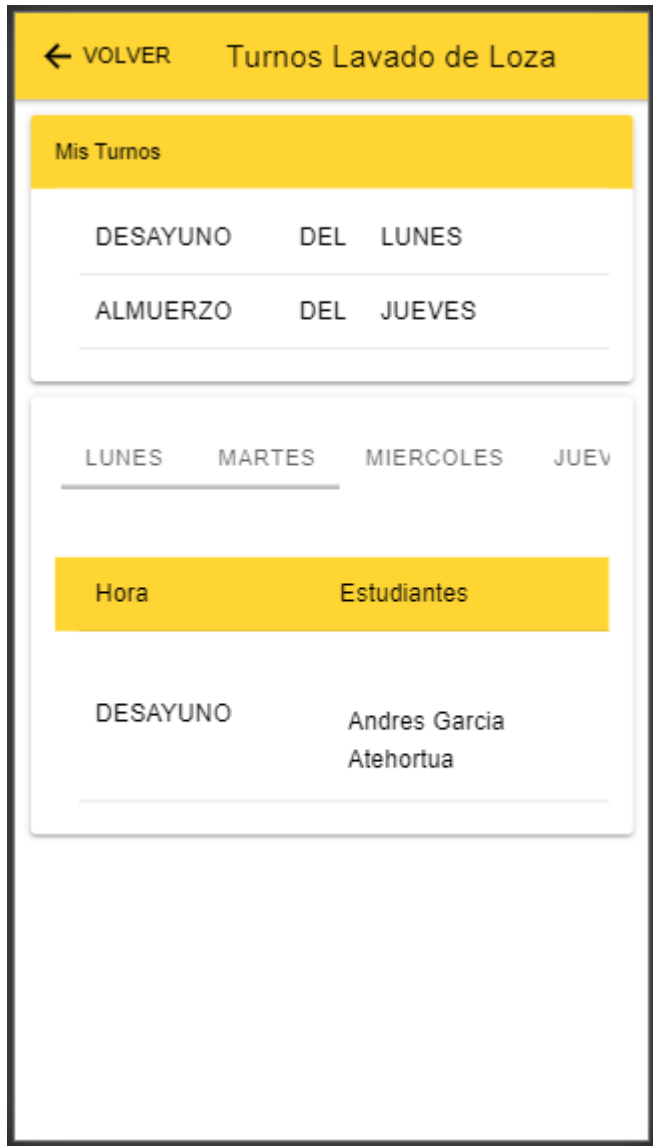 VOLVER Turnos Lavado de Loza
Mis Turnos
DESAYUNO DEL LUNES
ALMUERZO DEL JUEVES
LUNES MARTES MIERCOLES JUEV
Hora Estudiantes
DESAYUNO Andres Garcia
Atehortua